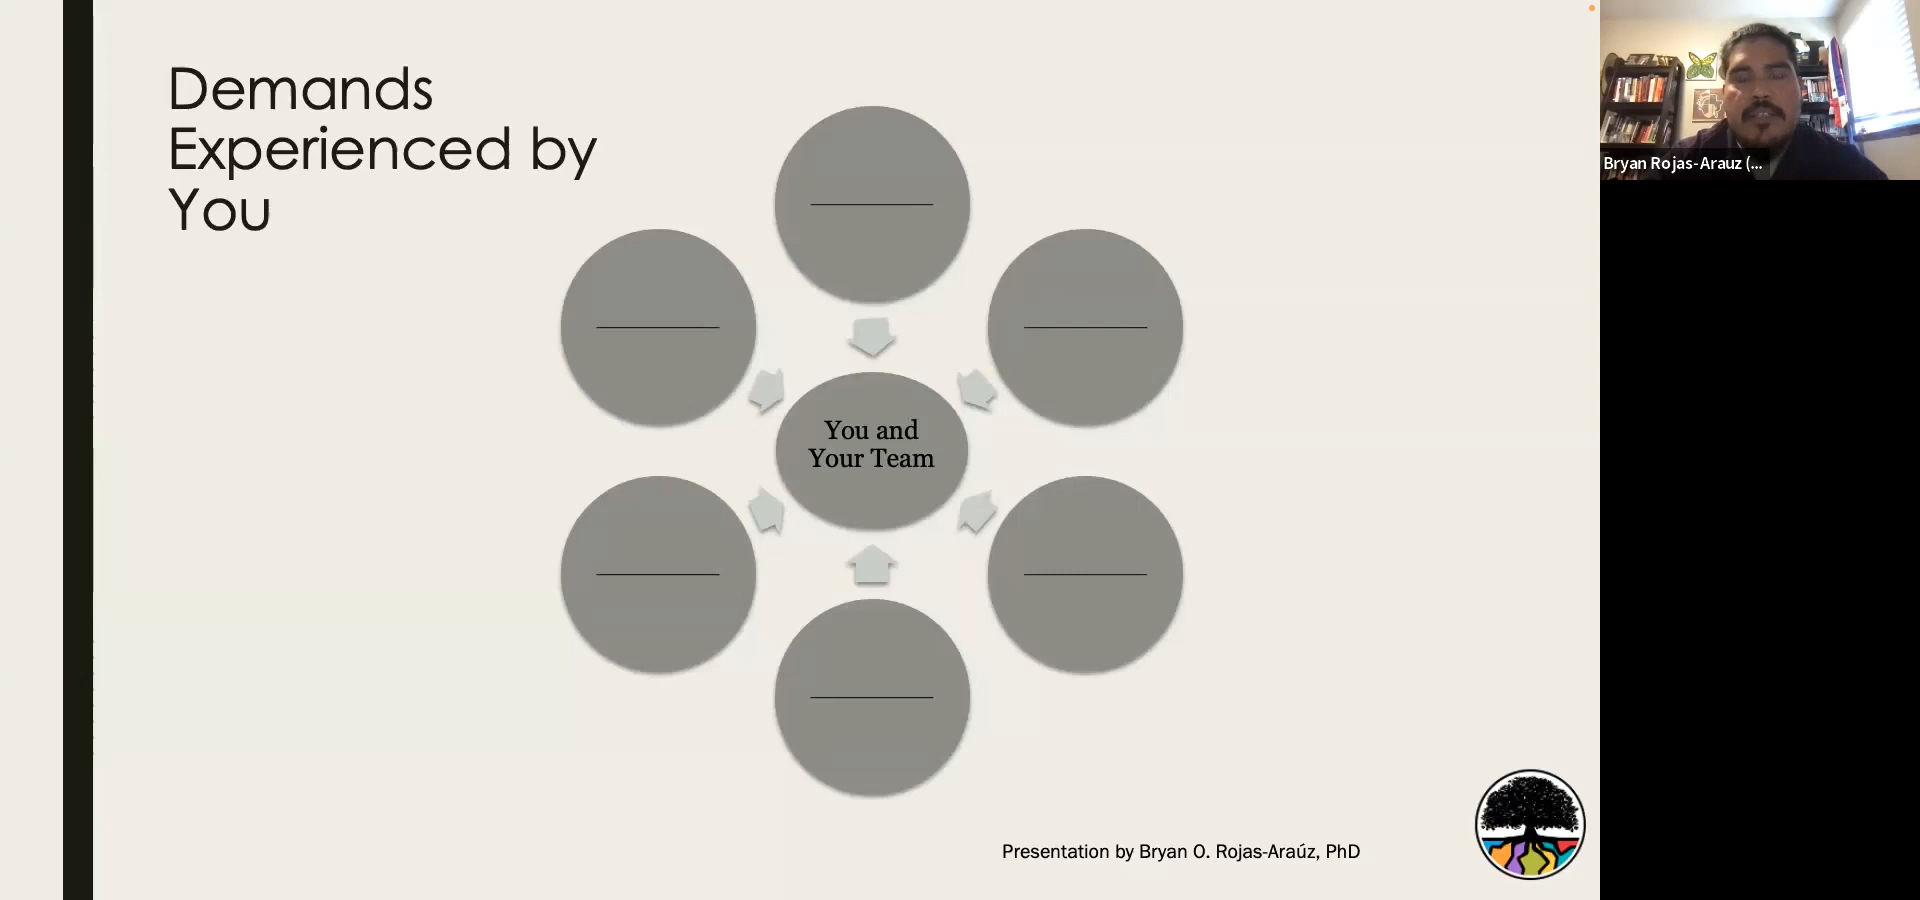 Demands
Experienced by
You
You and
Your Team
Presentation by Bryan O. Rojas-Araúz, PhD
Bryan Rojas-Arauz (...